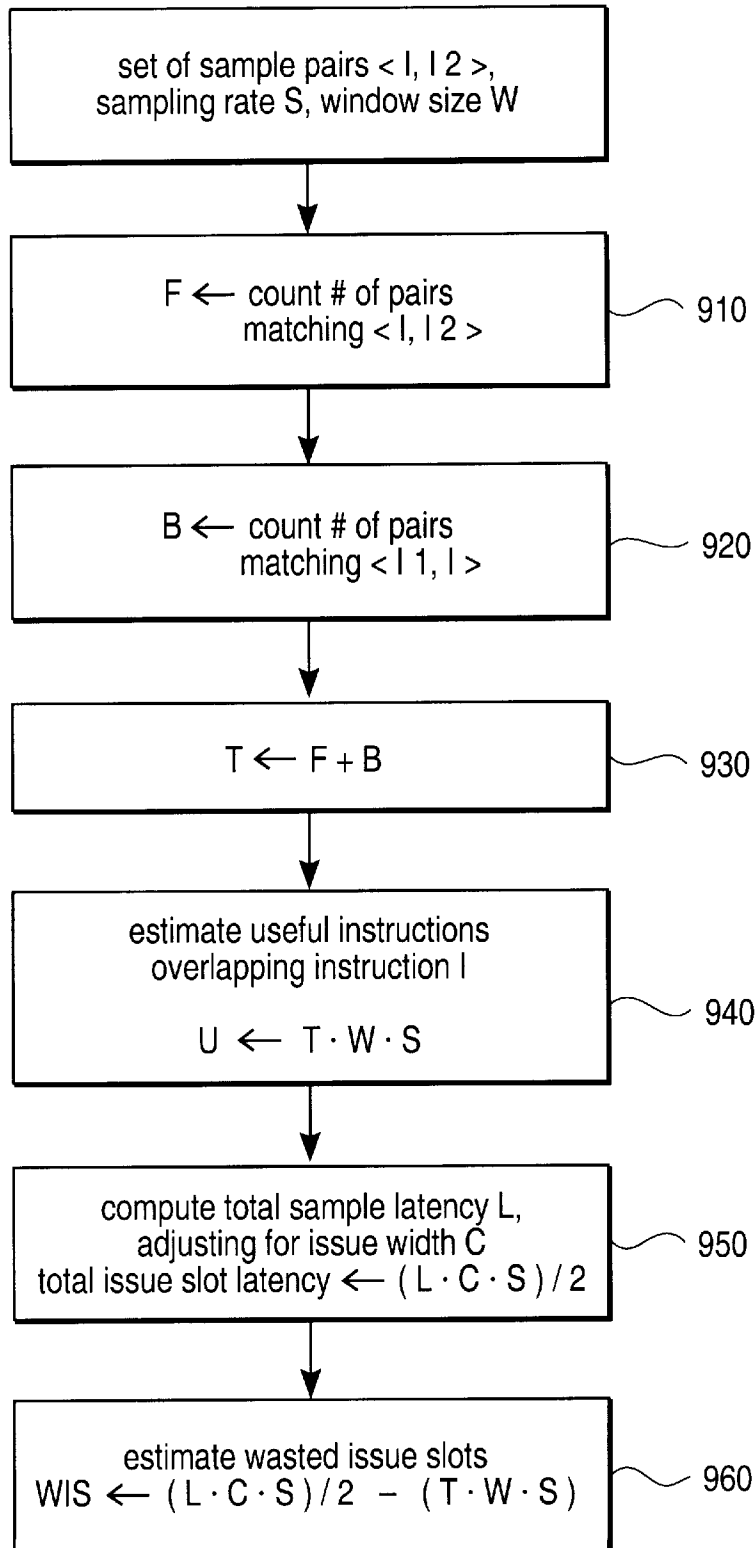 set of sample pairs < I, I 2 >,
sampling rate S, window size W
F ← count # of pairs
matching < I, I 2 >
910
B ← count # of pairs
matching < I 1, I >
920
T ← F + B
930
estimate useful instructions
overlapping instruction I
U ← T · W · S
940
compute total sample latency L,
adjusting for issue width C
total issue slot latency ← ( L · C · S ) / 2
950
estimate wasted issue slots
WIS ← ( L · C · S ) / 2 – ( T · W · S )
960